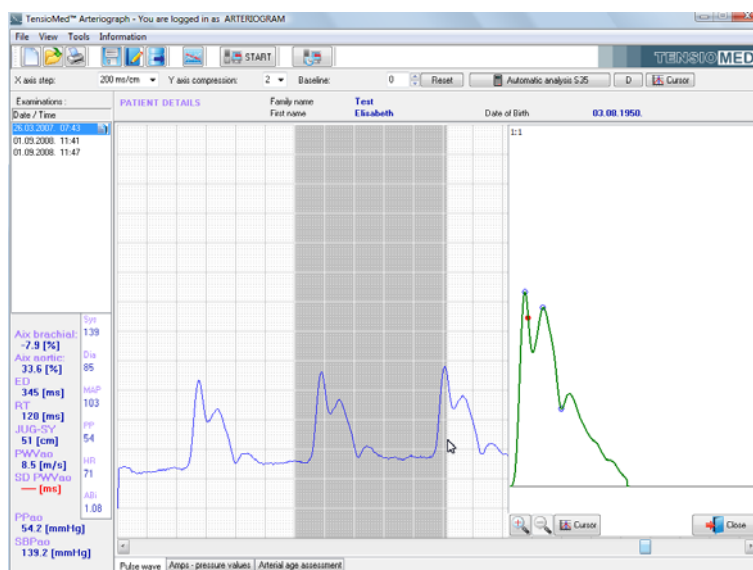 TensioMed™ Arteriograph - You are logged in as ARTERIOGRAM
File View Tools Information
START
TENSIOMED
X axis step: 200 ms/cm Y axis compression: 2 Baseline: 0 Reset Automatic analysis S35 D Cursor
Examinations :
Date / Time
26.03.2007. 07:43
01.09.2008. 11:41
01.09.2008. 11:47
PATIENT DETAILS
Family name Test
First name Elisabeth
Date of Birth 03.08.1950.
1:1
Aix brachial:
-7.9 [%]
Aix aortic:
33.6 [%]
ED
345 [ms]
RT
120 [ms]
JUG-SY
51 [cm]
PWVao
8.5 [m/s]
SD PWVao
--- [ms]
PPao
54.2 [mmHg]
SBPao
139.2 [mmHg]
Sys
139
Dia
85
MAP
103
PP
54
HR
71
ABI
1.08
Cursor
Close
Pulse wave Amps - pressure values Arterial age assessment